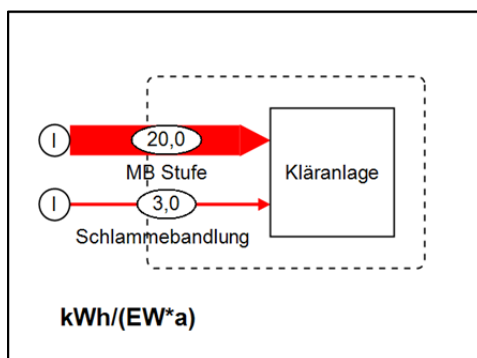 I
20,0
MB Stufe
Kläranlage
I
3,0
Schlammebandlung
kWh/(EW*a)